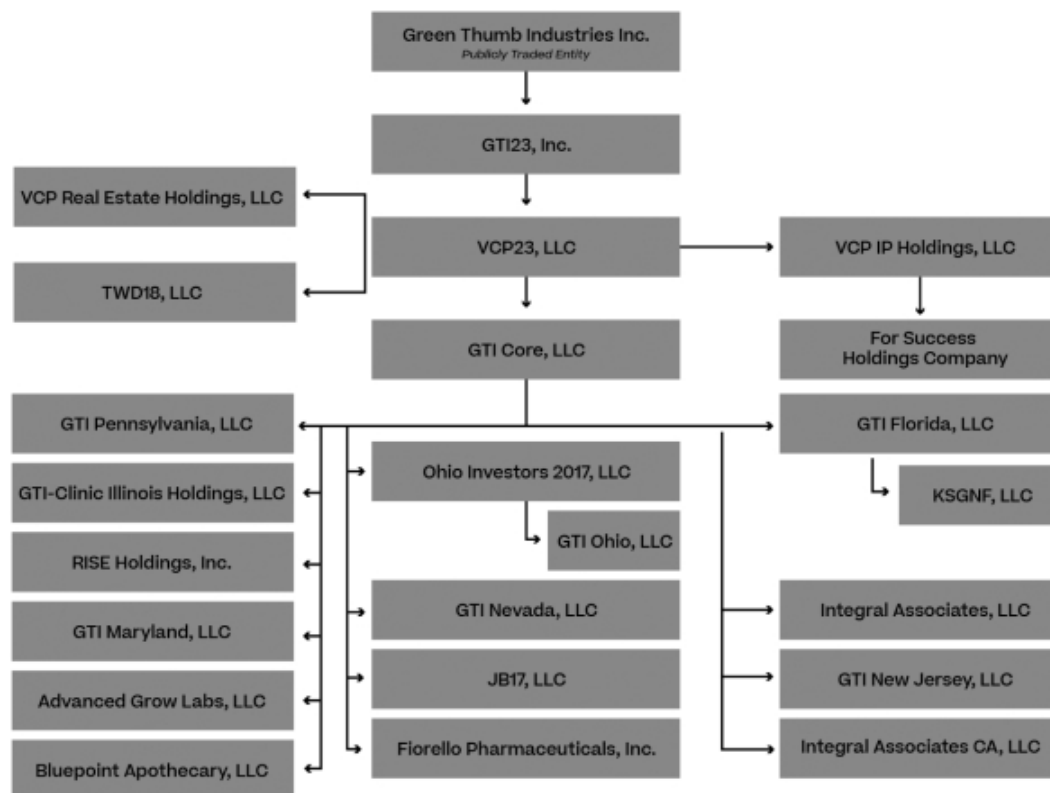 Green Thumb Industries Inc.
Publicly Traded Entity
GTI23, Inc.
VCP Real Estate Holdings, LLC
VCP23, LLC
VCP IP Holdings, LLC
TWD18, LLC
GTI Core, LLC
For Success
Holdings Company
GTI Pennsylvania, LLC
GTI Florida, LLC
Ohio Investors 2017, LLC
GTI-Clinic Illinois Holdings, LLC
KSGNF, LLC
GTI Ohio, LLC
RISE Holdings, Inc.
GTI Nevada, LLC
Integral Associates, LLC
GTI Maryland, LLC
JB17, LLC
GTI New Jersey, LLC
Advanced Grow Labs, LLC
Fiorello Pharmaceuticals, Inc.
Integral Associates CA, LLC
Bluepoint Apothecary, LLC